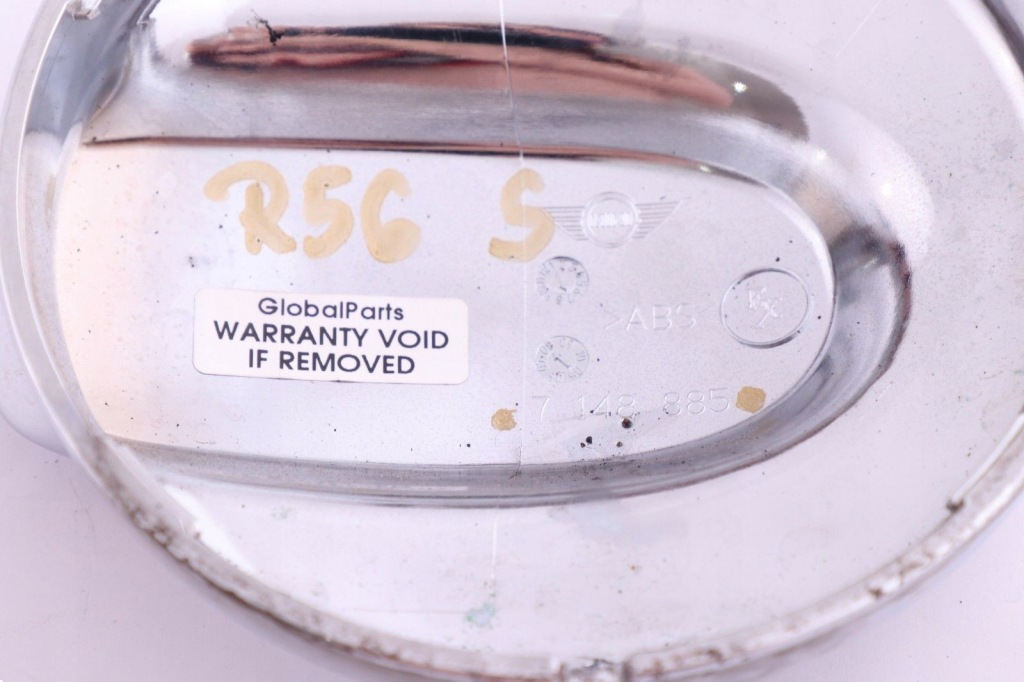 R56 S
GlobalParts
WARRANTY VOID
IF REMOVED
>ABS<
7 148 885